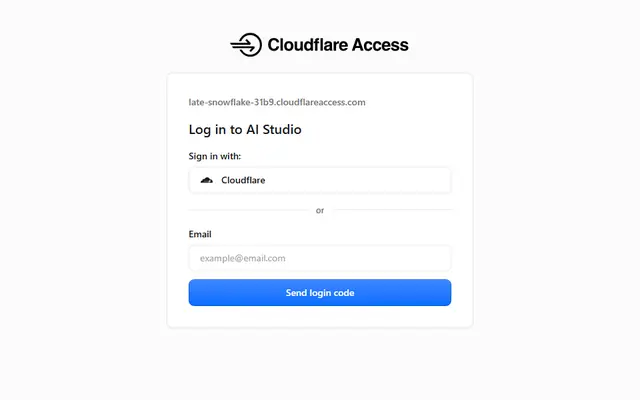 Cloudflare Access
late-snowflake-31b9.cloudflareaccess.com
Log in to AI Studio
Sign in with:
Cloudflare
or
Email
example@email.com
Send login code